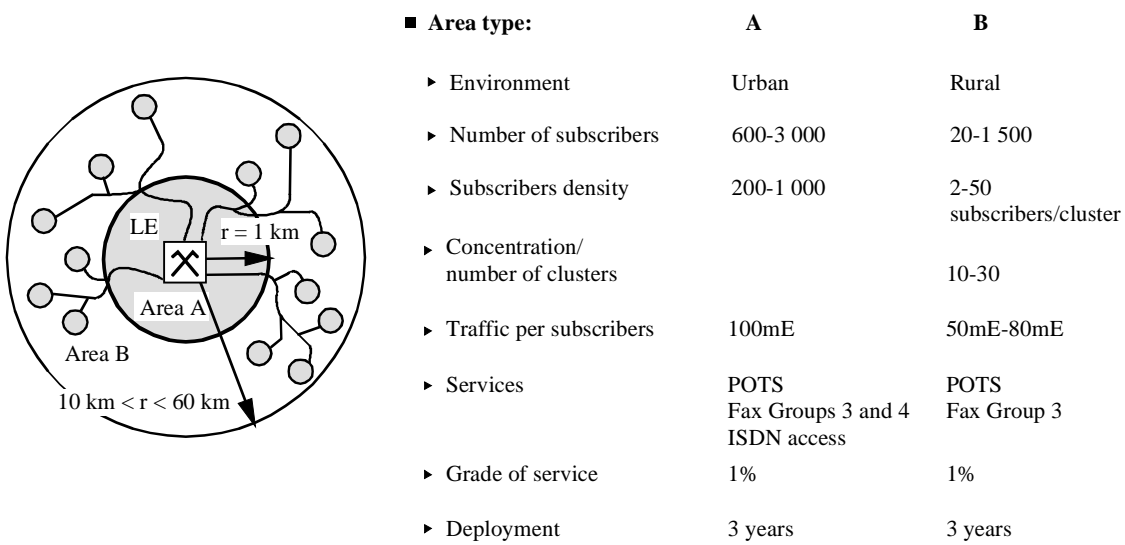 LE
r = 1 km
Area A
Area B
10 km < r < 60 km
Area type: A B
Environment Urban Rural
Number of subscribers 600-3 000 20-1 500
Subscribers density 200-1 000 2-50
subscribers/cluster
Concentration/
number of clusters 10-30
Traffic per subscribers 100mE 50mE-80mE
Services POTS POTS
Fax Groups 3 and 4 Fax Group 3
ISDN access
Grade of service 1% 1%
Deployment 3 years 3 years